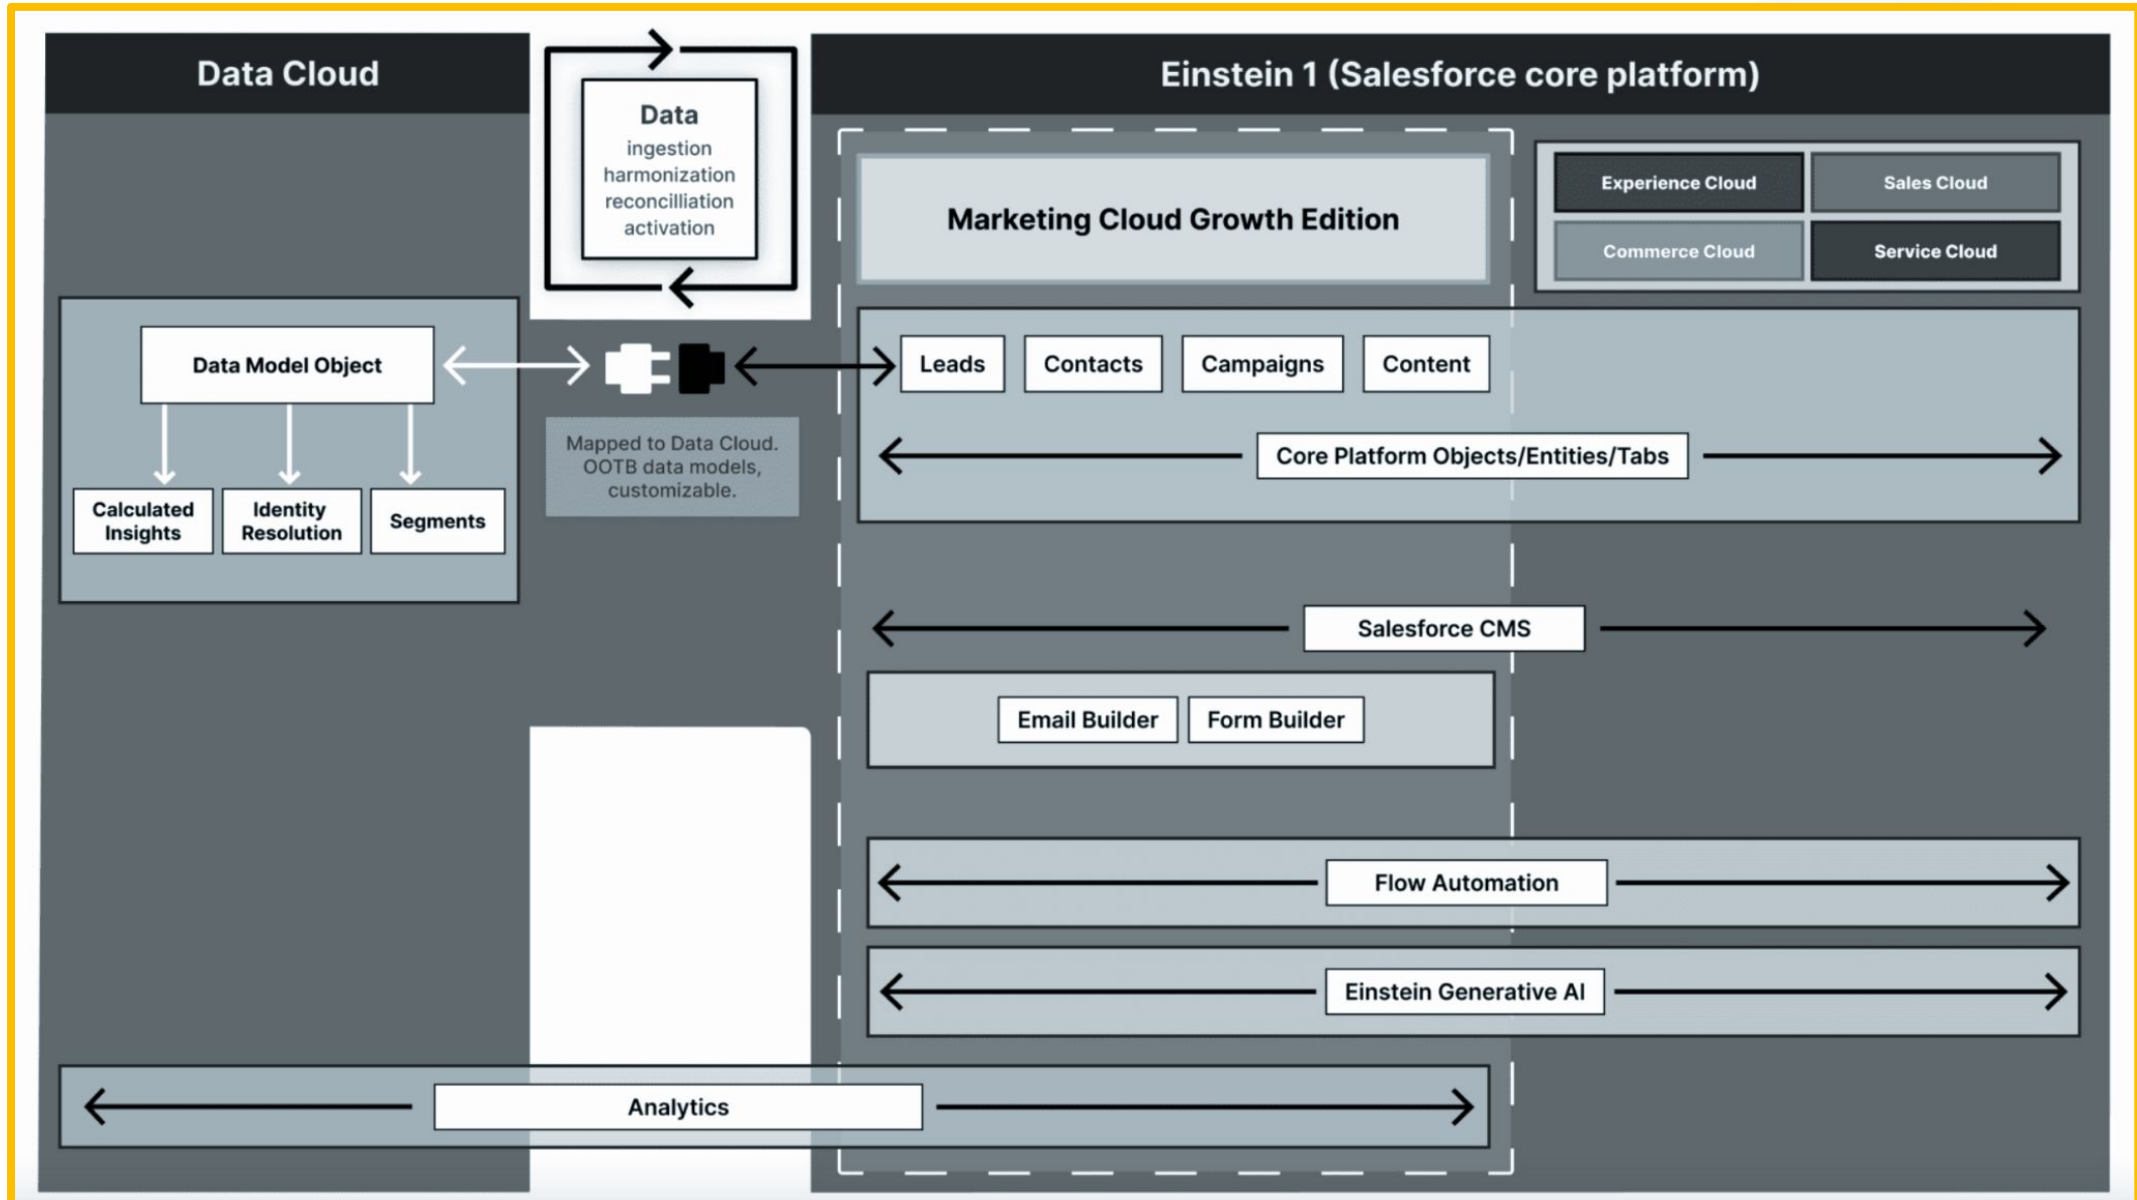 Data Cloud
Data
ingestion
harmonization
reconcilliation
activation
Einstein 1 (Salesforce core platform)
Marketing Cloud Growth Edition
Experience Cloud
Sales Cloud
Commerce Cloud
Service Cloud
Data Model Object
Calculated
Insights
Identity
Resolution
Segments
Mapped to Data Cloud.
OOTB data models,
customizable.
Leads
Contacts
Campaigns
Content
Core Platform Objects/Entities/Tabs
Salesforce CMS
Email Builder
Form Builder
Flow Automation
Einstein Generative AI
Analytics